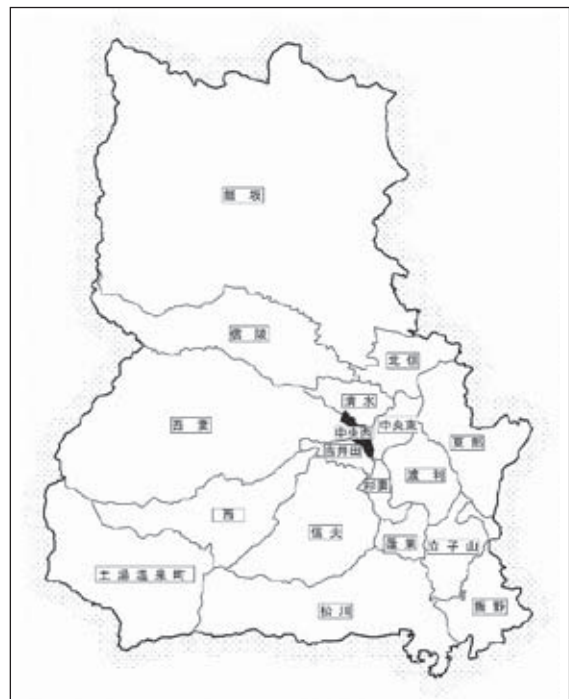 飯坂
信陵
北信
清水
吾妻
中央西
中央東
東部
吉井田
渡利
杉妻
西
信夫
蓬莱
立子山
土湯温泉町
松川
飯野